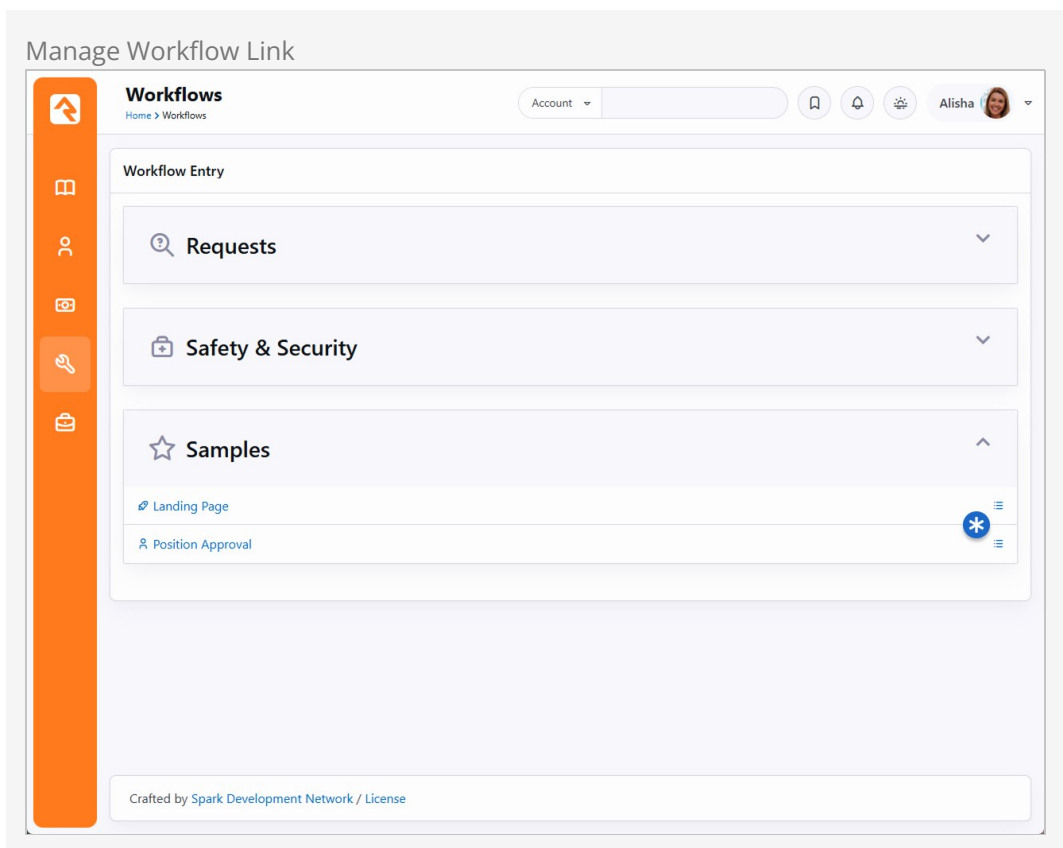 Manage Workflow Link
Workflows
Home > Workflows
Account
Alisha
Workflow Entry
Requests
Safety & Security
Samples
Landing Page
Position Approval
Crafted by Spark Development Network / License